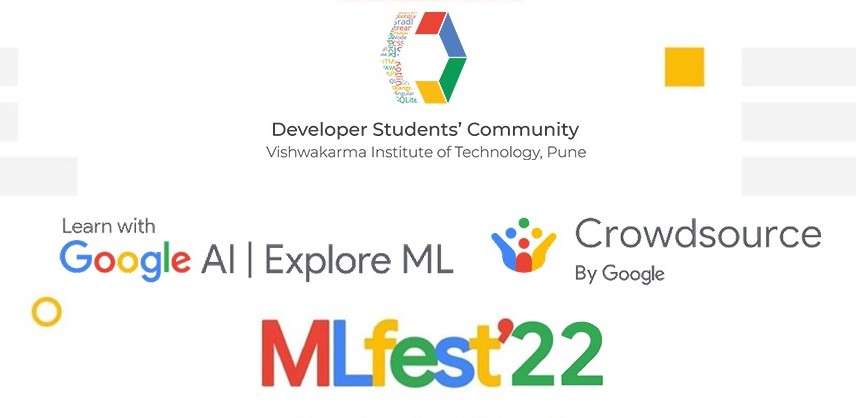 Developer Students' Community
Vishwakarma Institute of Technology, Pune
Learn with
Google AI | Explore ML
Crowdsource
By Google
MLfest'22